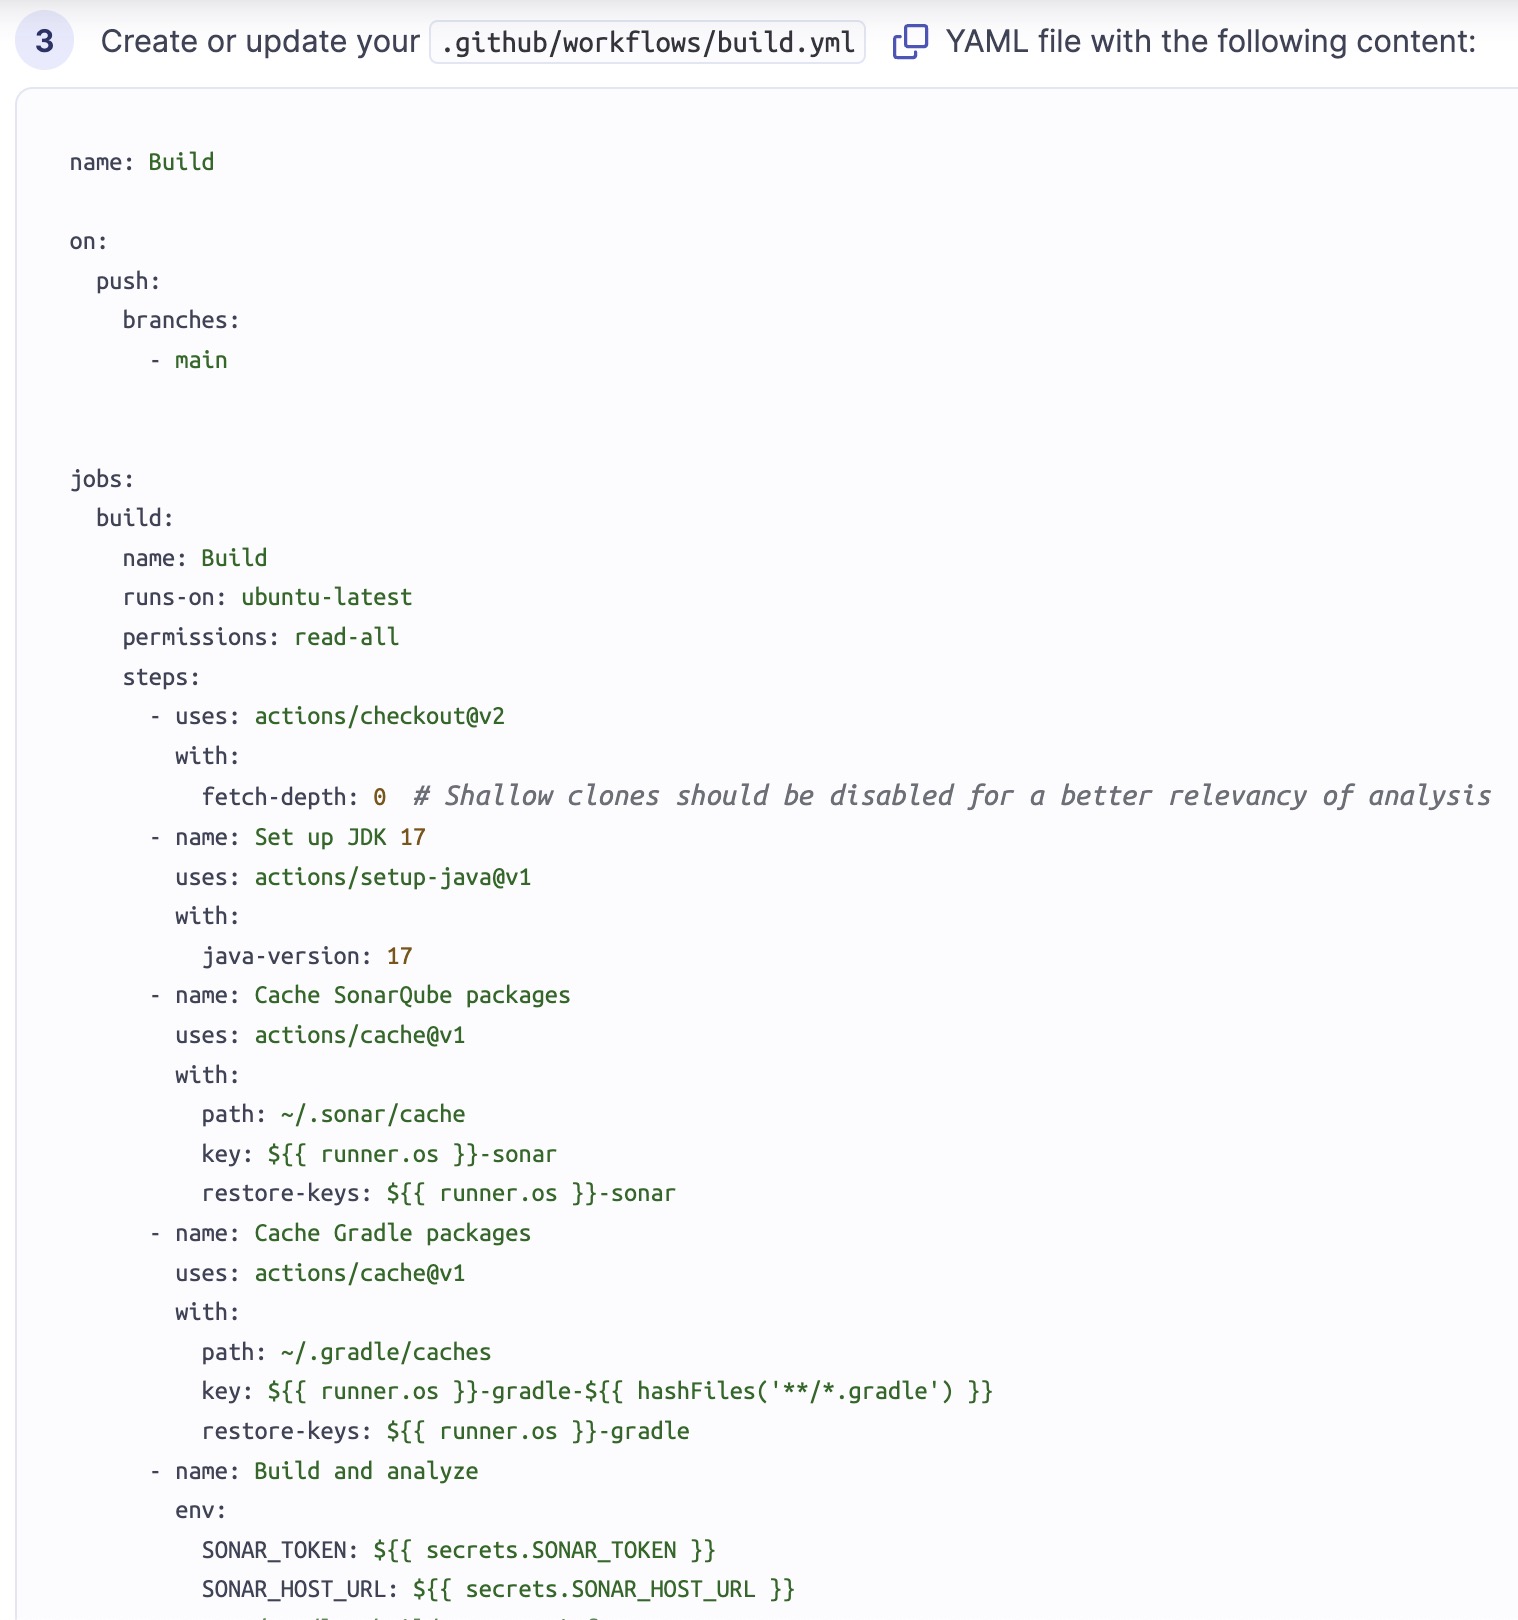 3 Create or update your .github/workflows/build.yml YAML file with the following content:
name: Build
on:
  push:
    branches:
      - main
jobs:
  build:
    name: Build
    runs-on: ubuntu-latest
    permissions: read-all
    steps:
      - uses: actions/checkout@v2
        with:
          fetch-depth: 0  # Shallow clones should be disabled for a better relevancy of analysis
      - name: Set up JDK 17
        uses: actions/setup-java@v1
        with:
          java-version: 17
      - name: Cache SonarQube packages
        uses: actions/cache@v1
        with:
          path: ~/.sonar/cache
          key: ${{ runner.os }}-sonar
          restore-keys: ${{ runner.os }}-sonar
      - name: Cache Gradle packages
        uses: actions/cache@v1
        with:
          path: ~/.gradle/caches
          key: ${{ runner.os }}-gradle-${{ hashFiles('**/*.gradle') }}
          restore-keys: ${{ runner.os }}-gradle
      - name: Build and analyze
        env:
          SONAR_TOKEN: ${{ secrets.SONAR_TOKEN }}
          SONAR_HOST_URL: ${{ secrets.SONAR_HOST_URL }}